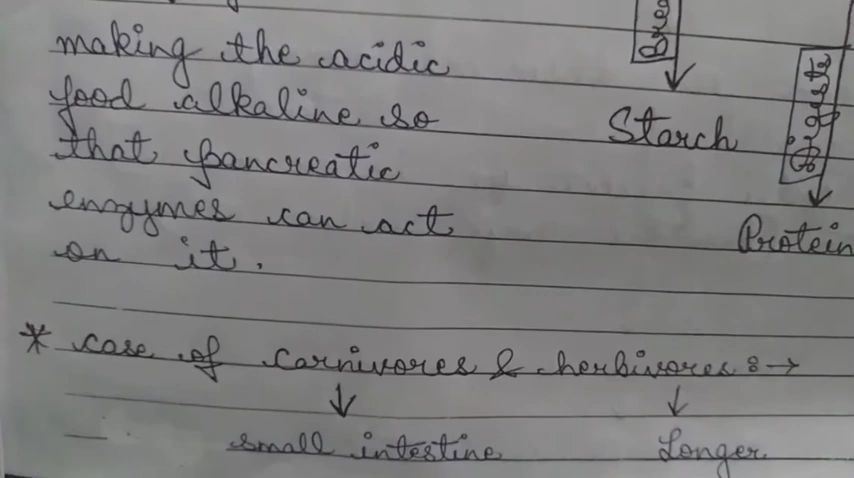 making the acidic
food alkaline so
that pancreatic
enzymes can act
on it.
Starch
Digests
Protein
* case of carnivores & herbivores :→
↓ ↓
small intestine Longer